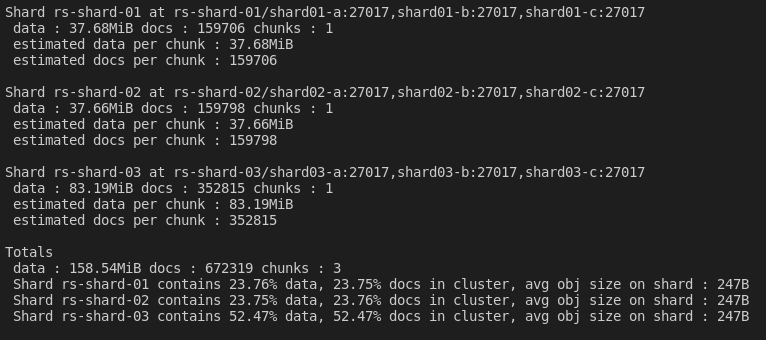 Shard rs-shard-01 at rs-shard-01/shard01-a:27017,shard01-b:27017,shard01-c:27017
data : 37.68MiB docs : 159706 chunks : 1
estimated data per chunk : 37.68MiB
estimated docs per chunk : 159706
Shard rs-shard-02 at rs-shard-02/shard02-a:27017,shard02-b:27017,shard02-c:27017
data : 37.66MiB docs : 159798 chunks : 1
estimated data per chunk : 37.66MiB
estimated docs per chunk : 159798
Shard rs-shard-03 at rs-shard-03/shard03-a:27017,shard03-b:27017,shard03-c:27017
data : 83.19MiB docs : 352815 chunks : 1
estimated data per chunk : 83.19MiB
estimated docs per chunk : 352815
Totals
data : 158.54MiB docs : 672319 chunks : 3
Shard rs-shard-01 contains 23.76% data, 23.75% docs in cluster, avg obj size on shard : 247B
Shard rs-shard-02 contains 23.75% data, 23.76% docs in cluster, avg obj size on shard : 247B
Shard rs-shard-03 contains 52.47% data, 52.47% docs in cluster, avg obj size on shard : 247B